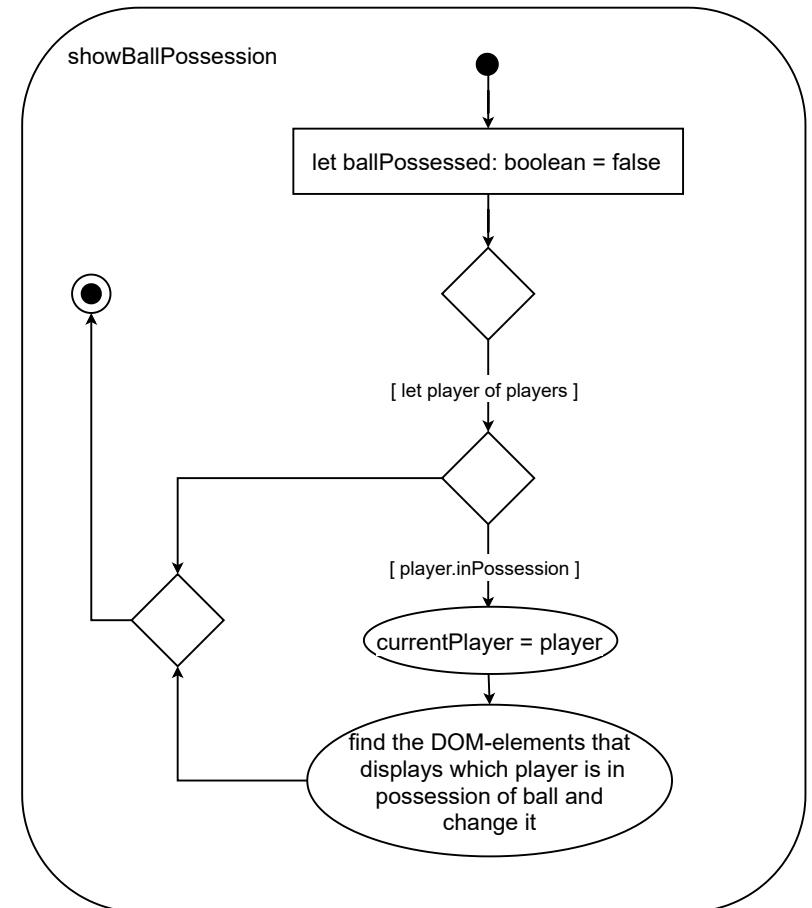 showBallPossession
let ballPossessed: boolean = false
[ let player of players ]
[ player.inPossession ]
currentPlayer = player
find the DOM-elements that
displays which player is in
possession of ball and
change it